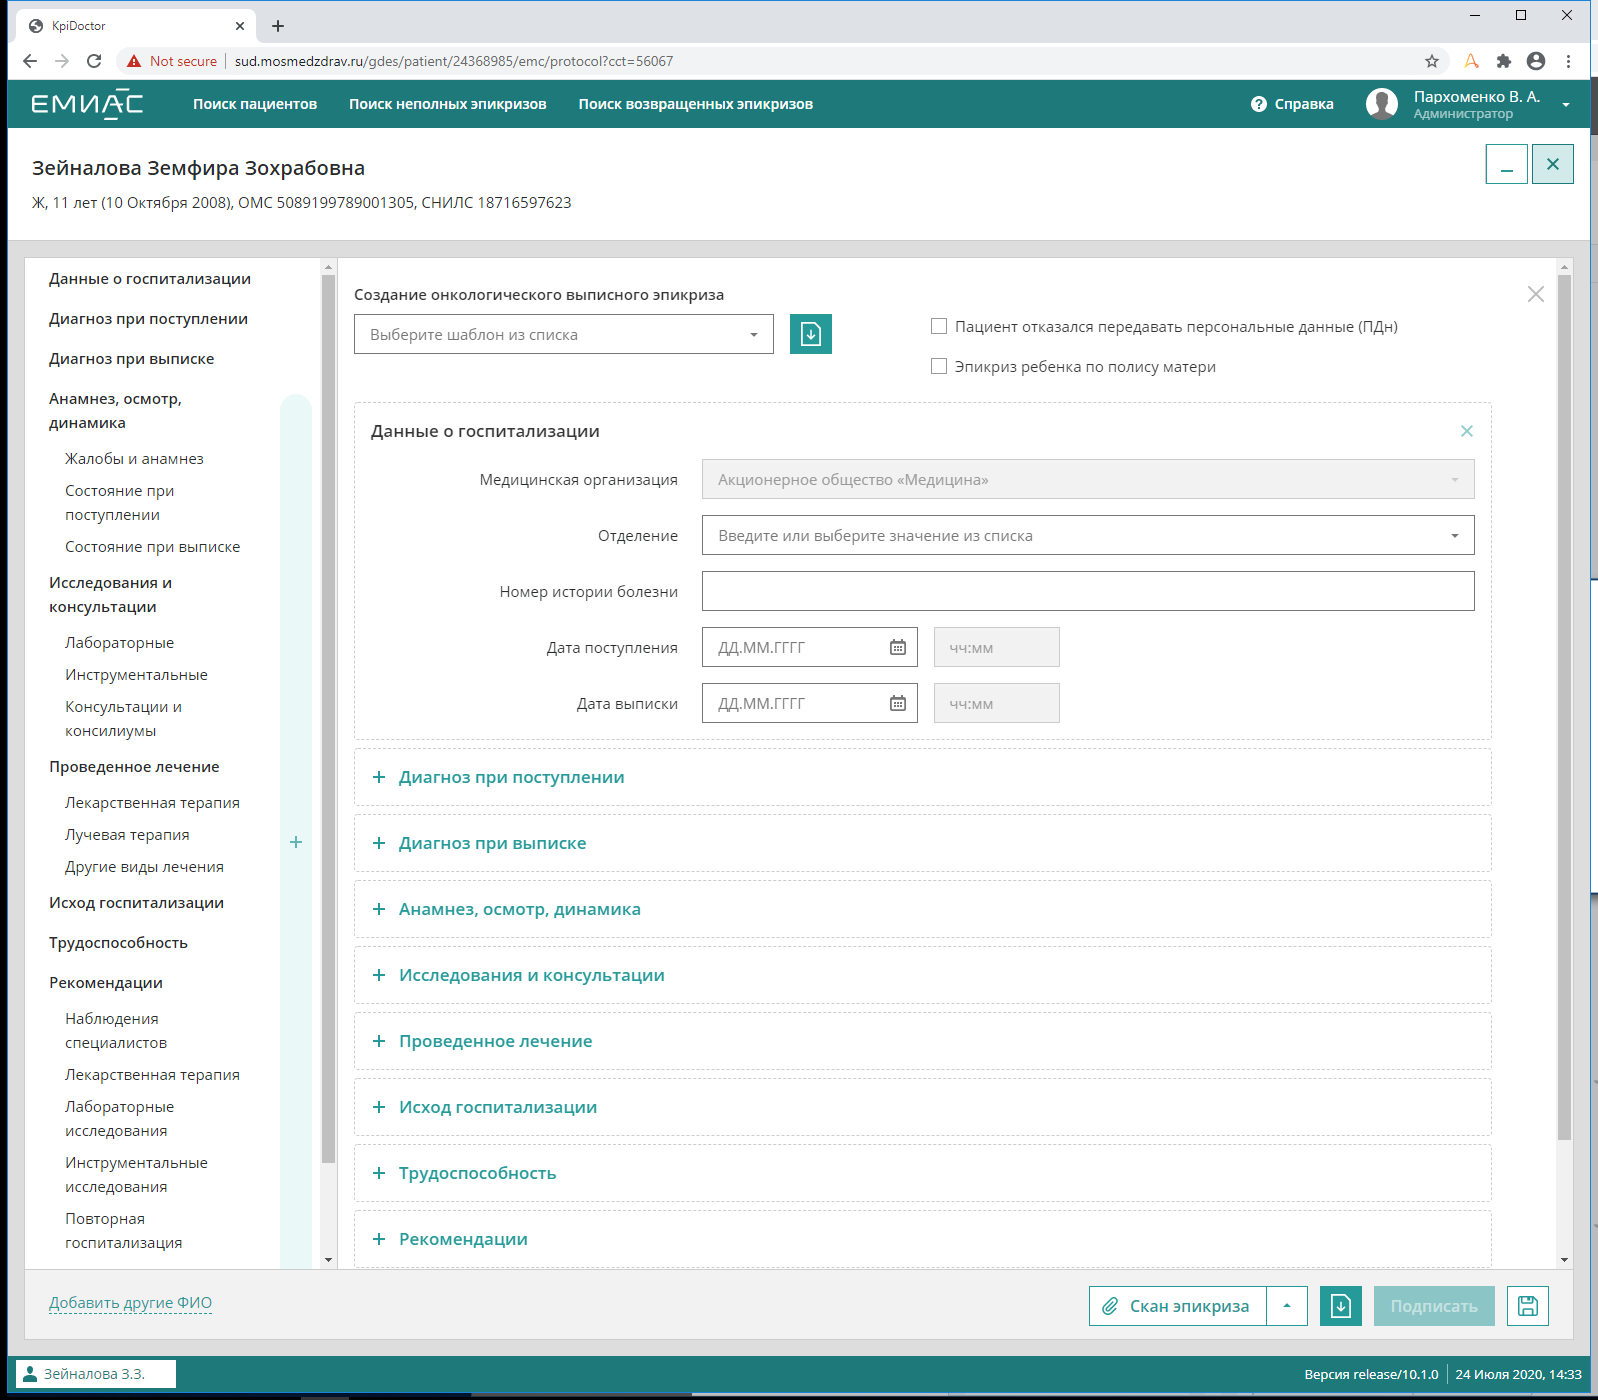 KpiDoctor
Not secure sud.mosmedzdrav.ru/gdes/patient/24368985/emc/protocol?cct=56067
ЕМИАС
Поиск пациентов
Поиск неполных эпикризов
Поиск возвращенных эпикризов
Справка
Пархоменко В. А.
Администратор
Зейналова Земфира Зохрабовна
Ж, 11 лет (10 Октября 2008), ОМС 5089199789001305, СНИЛС 18716597623
Данные о госпитализации
Диагноз при поступлении
Диагноз при выписке
Анамнез, осмотр,
динамика
Жалобы и анамнез
Состояние при
поступлении
Состояние при выписке
Исследования и
консультации
Лабораторные
Инструментальные
Консультации и
консилиумы
Проведенное лечение
Лекарственная терапия
Лучевая терапия
Другие виды лечения
Исход госпитализации
Трудоспособность
Рекомендации
Наблюдения
специалистов
Лекарственная терапия
Лабораторные
исследования
Инструментальные
исследования
Повторная
госпитализация
Создание онкологического выписного эпикриза
Выберите шаблон из списка
Пациент отказался передавать персональные данные (ПДн)
Эпикриз ребенка по полису матери
Данные о госпитализации
Медицинская организация
Акционерное общество «Медицина»
Отделение
Введите или выберите значение из списка
Номер истории болезни
Дата поступления
ДД.ММ.ГГГГ
чч:мм
Дата выписки
ДД.ММ.ГГГГ
чч:мм
Диагноз при поступлении
Диагноз при выписке
Анамнез, осмотр, динамика
Исследования и консультации
Проведенное лечение
Исход госпитализации
Трудоспособность
Рекомендации
Добавить другие ФИО
Скан эпикриза
Подписать
Зейналова З.З.
Версия release/10.1.0
24 Июля 2020, 14:33